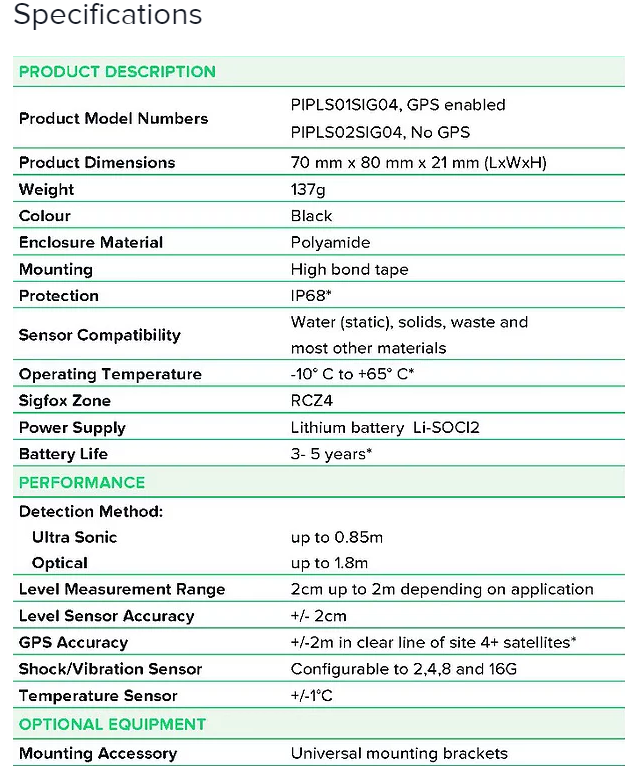 Specifications
PRODUCT DESCRIPTION
Product Model Numbers
PIPLS01SIG04, GPS enabled
PIPLS02SIG04, No GPS
Product Dimensions 70 mm x 80 mm x 21 mm (LxWxH)
Weight 137g
Colour Black
Enclosure Material Polyamide
Mounting High bond tape
Protection IP68*
Sensor Compatibility
Water (static), solids, waste and
most other materials
Operating Temperature -10° C to +65° C*
Sigfox Zone RCZ4
Power Supply Lithium battery Li-SOCl2
Battery Life 3- 5 years*
PERFORMANCE
Detection Method:
Ultra Sonic up to 0.85m
Optical up to 1.8m
Level Measurement Range 2cm up to 2m depending on application
Level Sensor Accuracy +/- 2cm
GPS Accuracy +/-2m in clear line of site 4+ satellites*
Shock/Vibration Sensor Configurable to 2,4,8 and 16G
Temperature Sensor +/-1°C
OPTIONAL EQUIPMENT
Mounting Accessory Universal mounting brackets